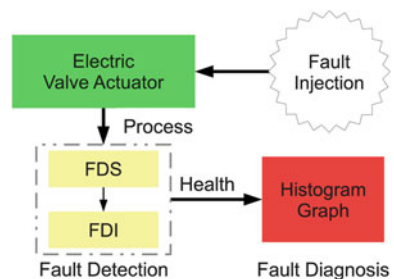 Electric
Valve Actuator
Fault
Injection
Process
FDS
FDI
Health
Histogram
Graph
Fault Detection
Fault Diagnosis